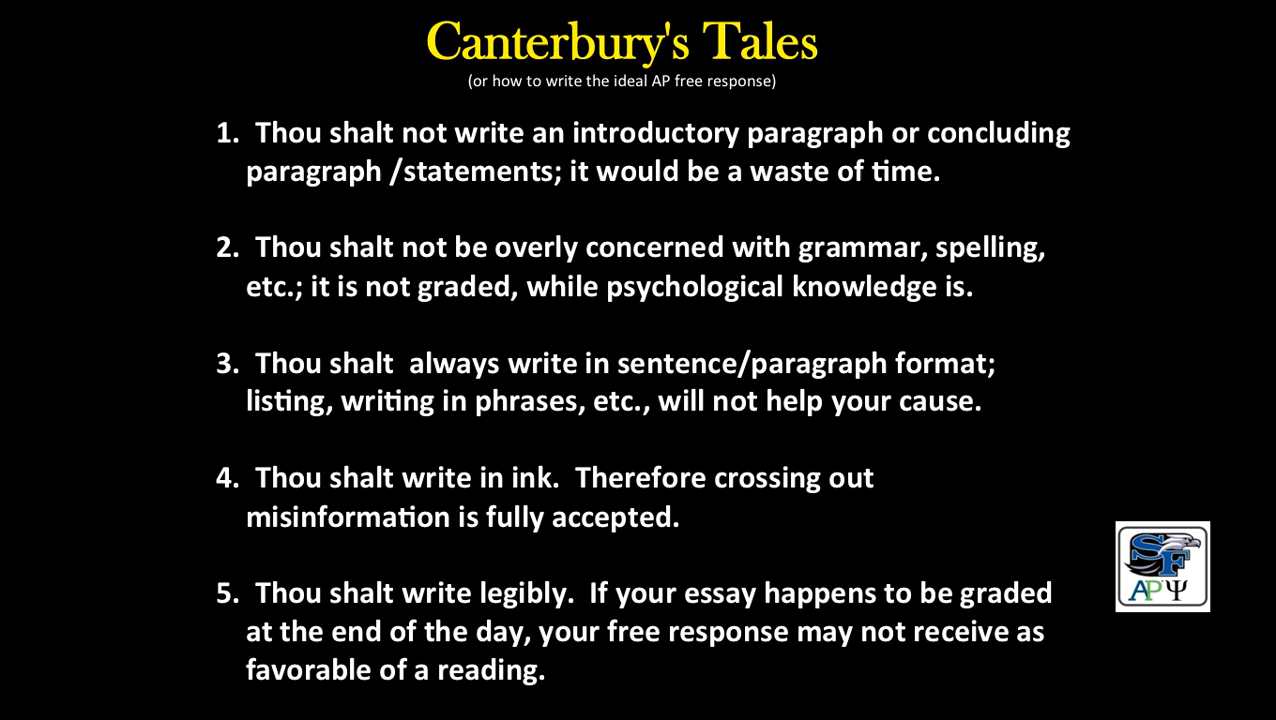 Canterbury's Tales
(or how to write the ideal AP free response)
1. Thou shalt not write an introductory paragraph or concluding
paragraph /statements; it would be a waste of time.
2. Thou shalt not be overly concerned with grammar, spelling,
etc.; it is not graded, while psychological knowledge is.
3. Thou shalt  always write in sentence/paragraph format;
listing, writing in phrases, etc., will not help your cause.
4. Thou shalt write in ink.  Therefore crossing out
misinformation is fully accepted.
5. Thou shalt write legibly.  If your essay happens to be graded
at the end of the day, your free response may not receive as
favorable of a reading.
SF
AP Ψ